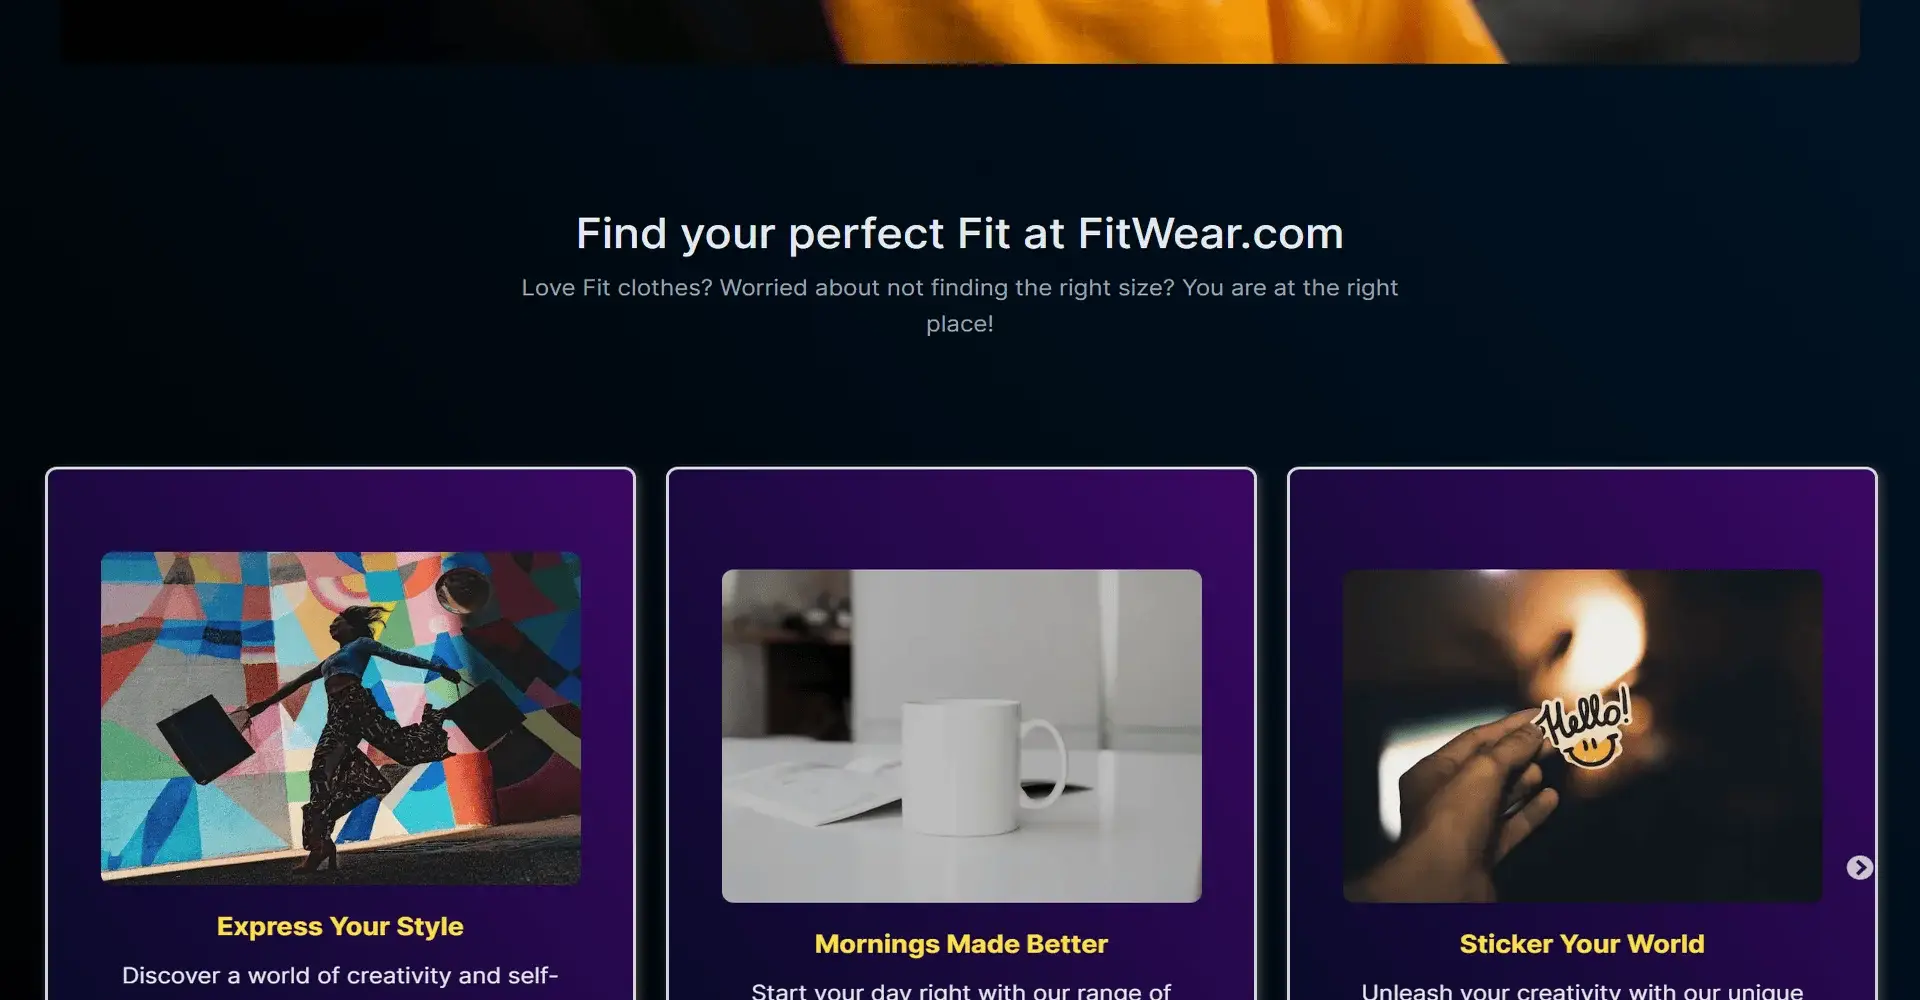 Find your perfect Fit at FitWear.com
Love Fit clothes? Worried about not finding the right size? You are at the right
place!
Hello!
Express Your Style
Discover a world of creativity and self-
Mornings Made Better
Start your day right with our range of
Sticker Your World
Unleash your creativity with our unique